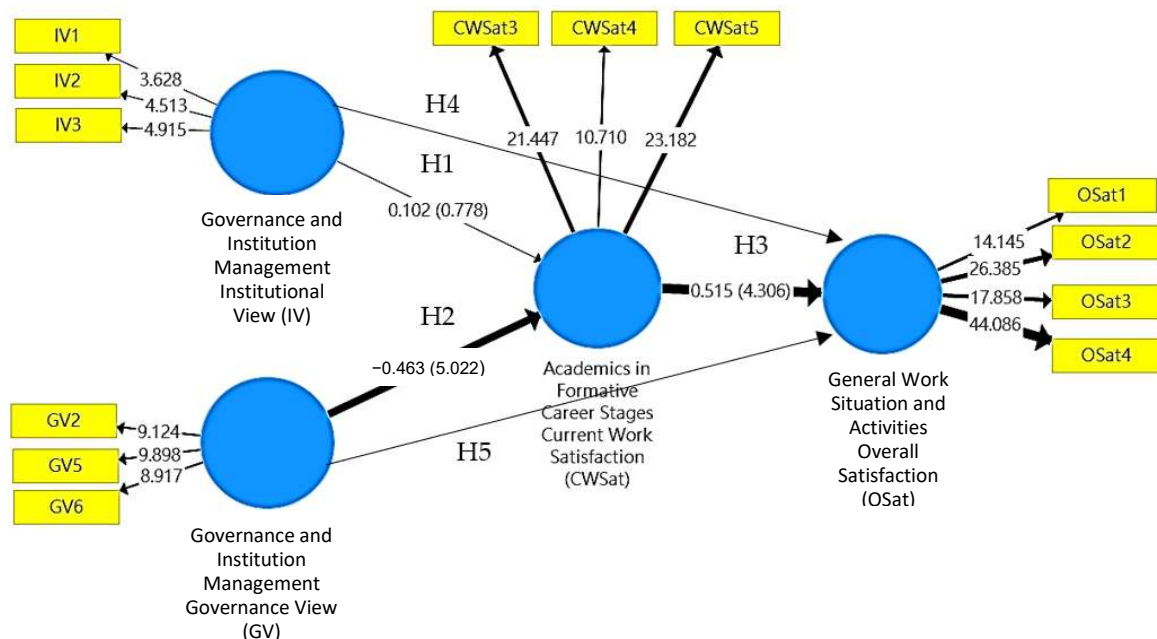 IV1
IV2
IV3
3.628
4.513
4.915
CWSat3
CWSat4
CWSat5
21.447
10.710
23.182
H4
H1
0.102 (0.778)
Governance and
Institution
Management
Institutional
View (IV)
H2
−0.463 (5.022)
H3
0.515 (4.306)
OSat1
OSat2
OSat3
OSat4
14.145
26.385
17.858
44.086
Academics in
Formative
Career Stages
Current Work
Satisfaction
(CWSat)
General Work
Situation and
Activities
Overall
Satisfaction
(OSat)
H5
GV2
GV5
GV6
9.124
9.898
8.917
Governance and
Institution
Management
Governance View
(GV)